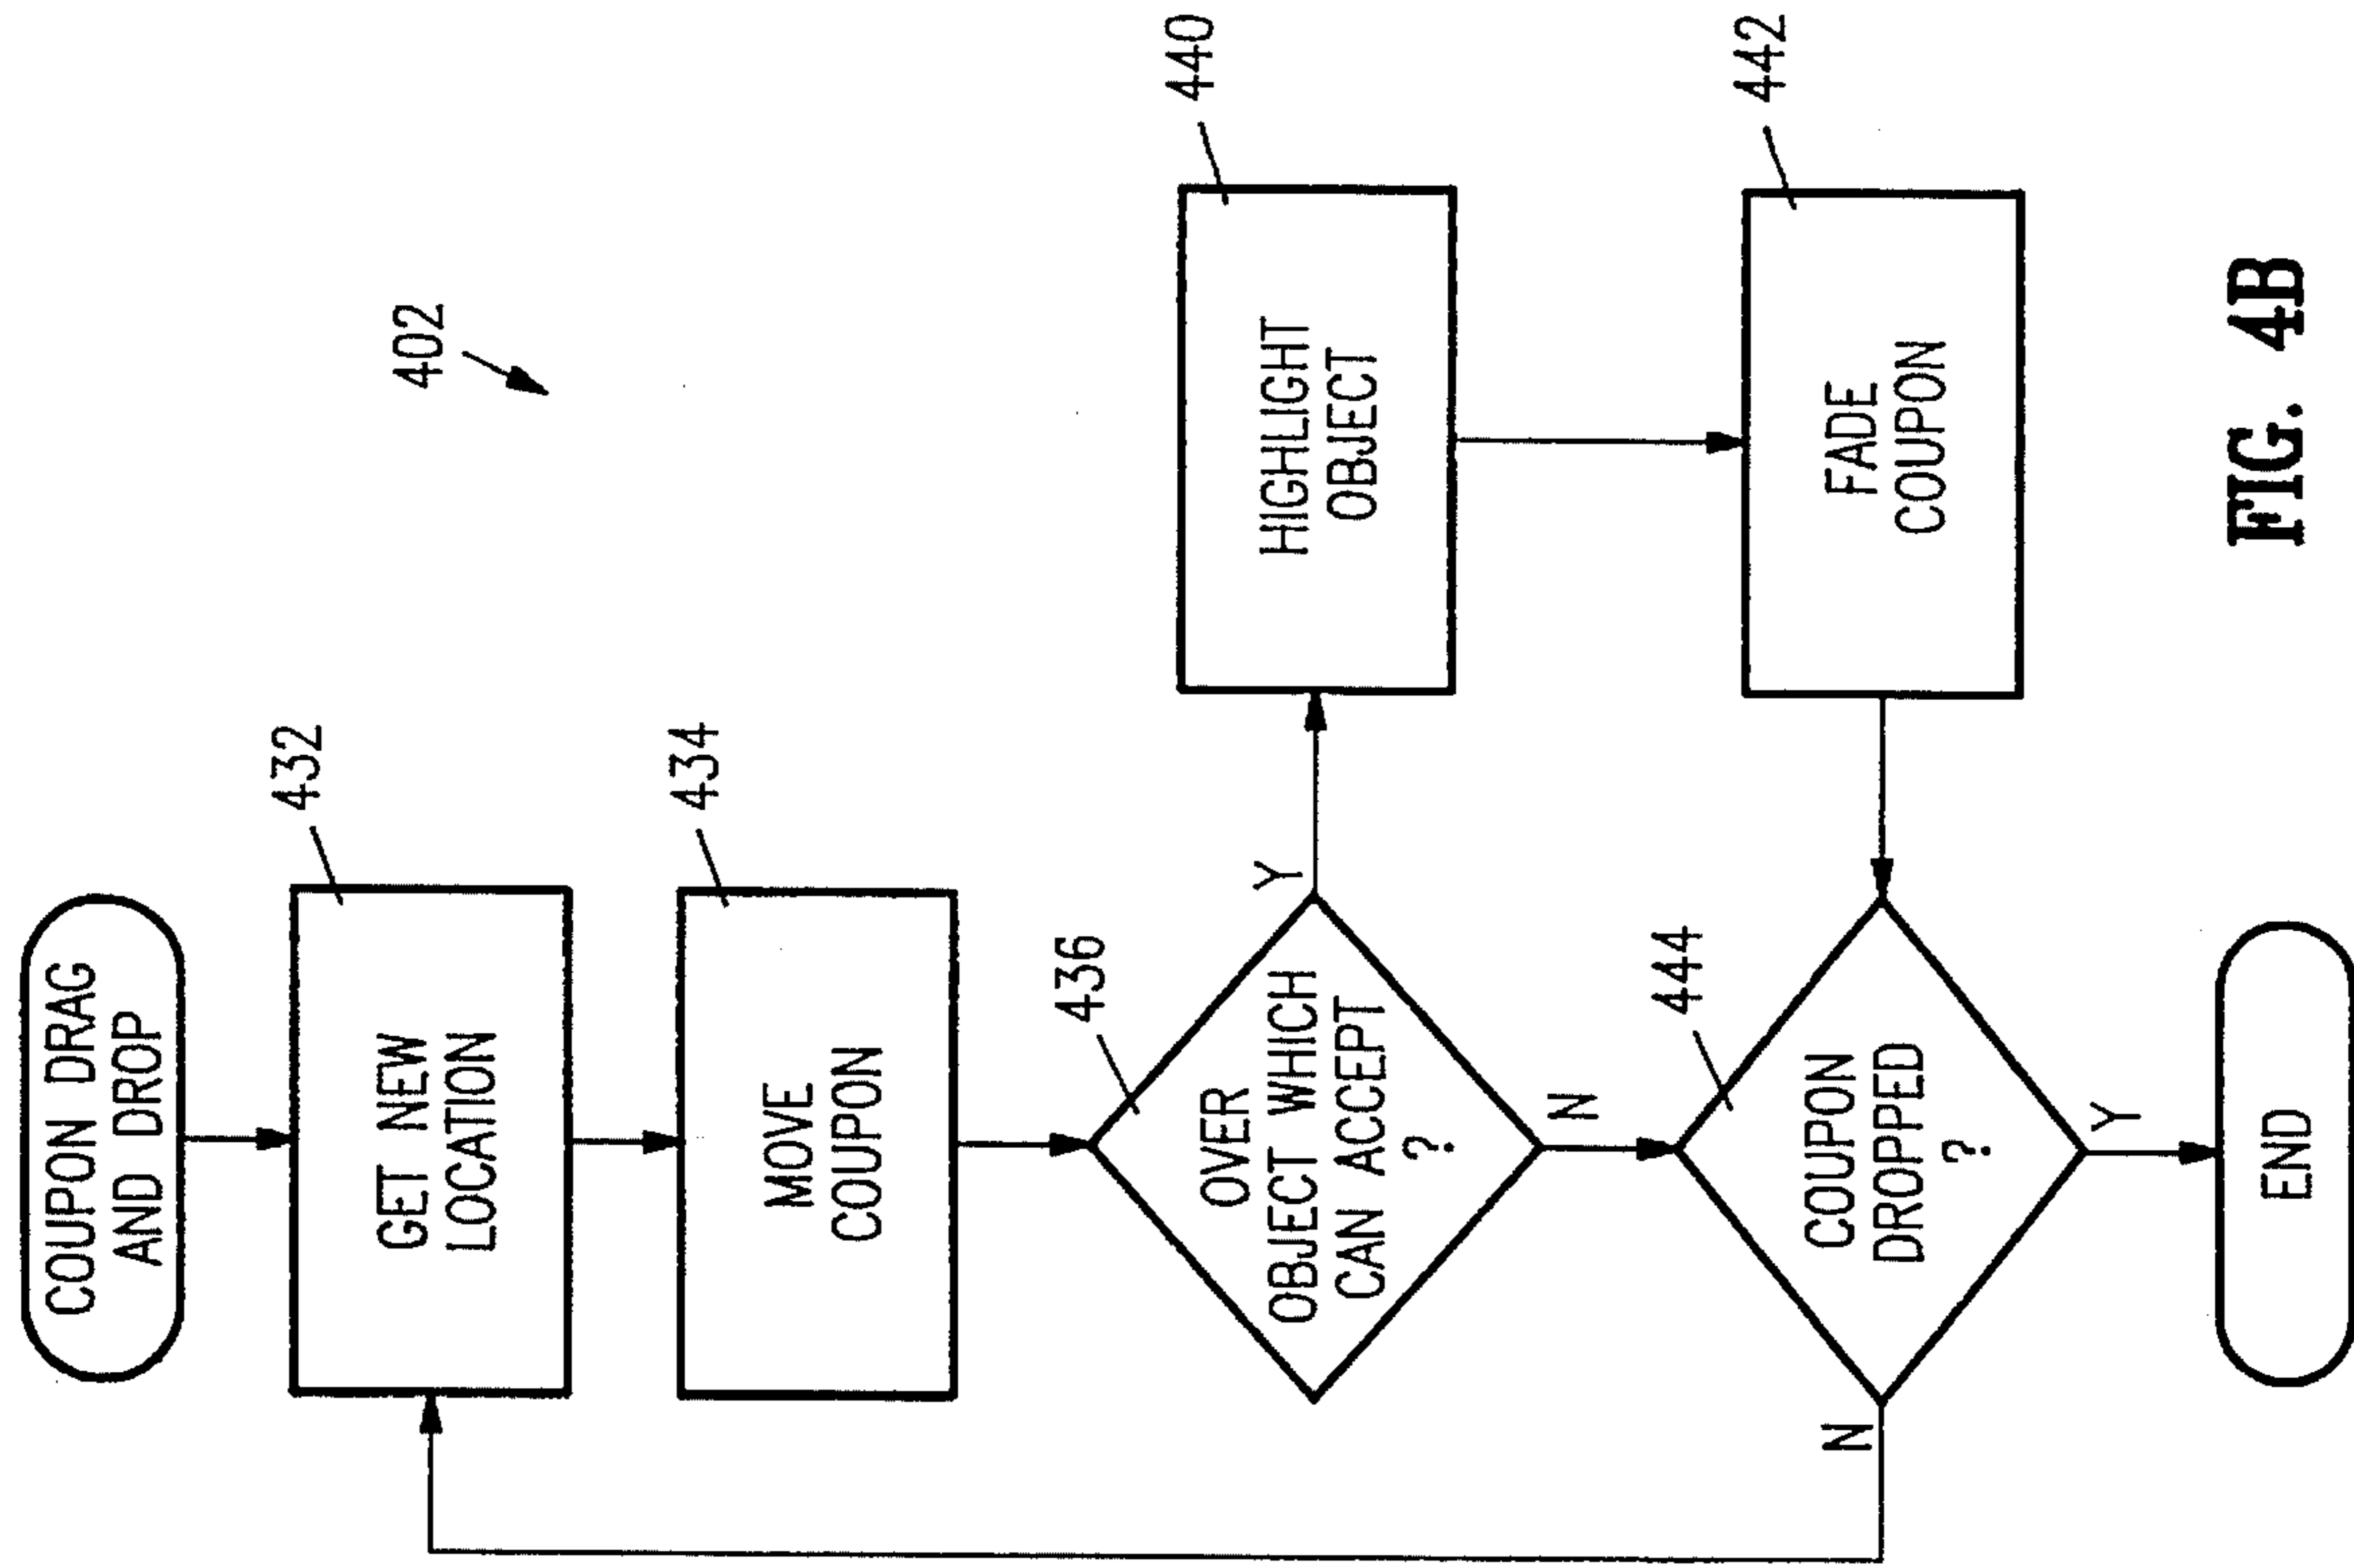 COUPON DRAG
AND DROP
402
432
GET NEW
LOCATION
434
MOVE
COUPON
436
OVER
OBJECT WHICH
CAN ACCEPT
?
Y
N
440
HIGHLIGHT
OBJECT
442
FADE
COUPON
444
COUPON
DROPPED
?
N
Y
END
FIG. 4B